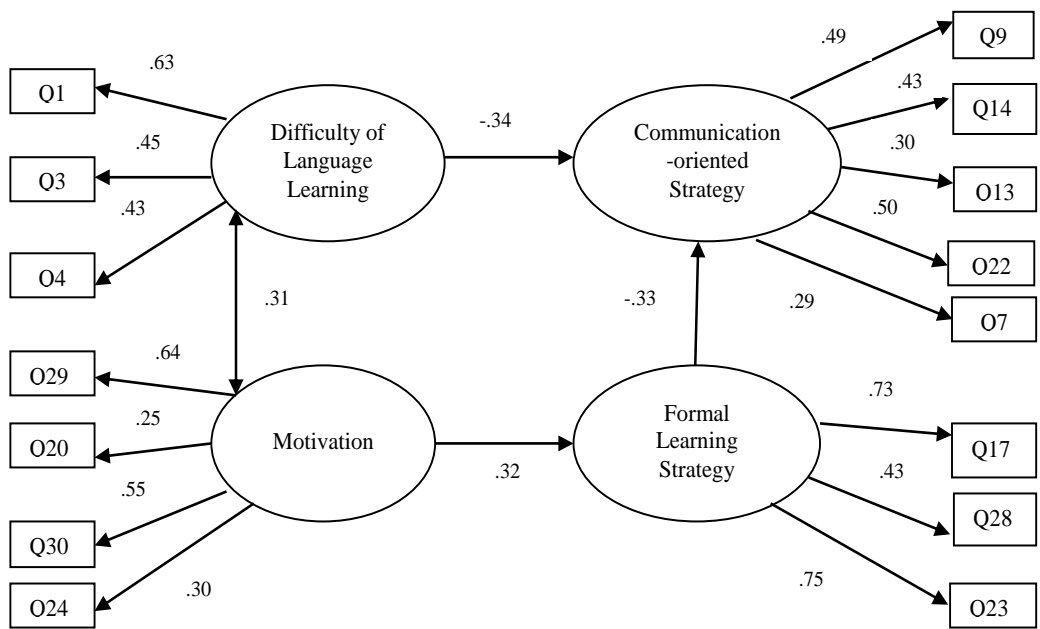 .63
Q1
.45
Q3
.43
O4
Difficulty of
Language
Learning
-.34
Communication
-oriented
Strategy
.49
Q9
.43
Q14
.30
O13
.50
O22
.29
O7
.31
-.33
.64
O29
.25
O20
.55
Q30
.30
O24
Motivation
.32
Formal
Learning
Strategy
.73
Q17
.43
Q28
.75
O23